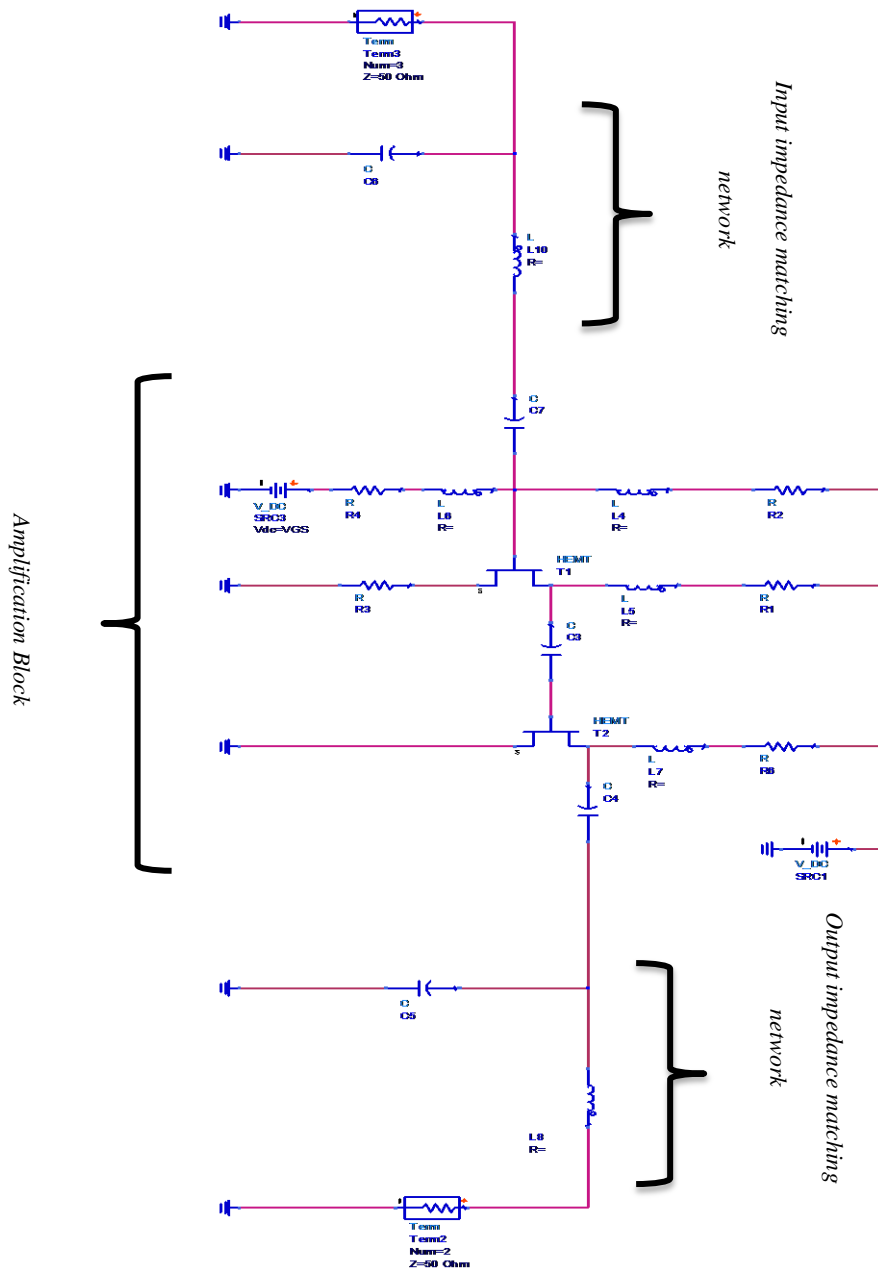 Term
Term3
Num=3
Z=50 Ohm
Input impedance matching
network
C
C6
L
L10
R=
C
C7
V_DC
SRC3
Vdc=VGS
R
R4
L
L6
R=
L
L4
R=
R
R2
HEMT
T1
s
R
R3
L
L5
R=
R
R1
C
C3
Amplification Block
HEMT
T2
s
L
L7
R=
R
R6
C
C4
V_DC
SRC1
Output impedance matching
network
C
C5
L8
R=
Term
Term2
Num=2
Z=50 Ohm